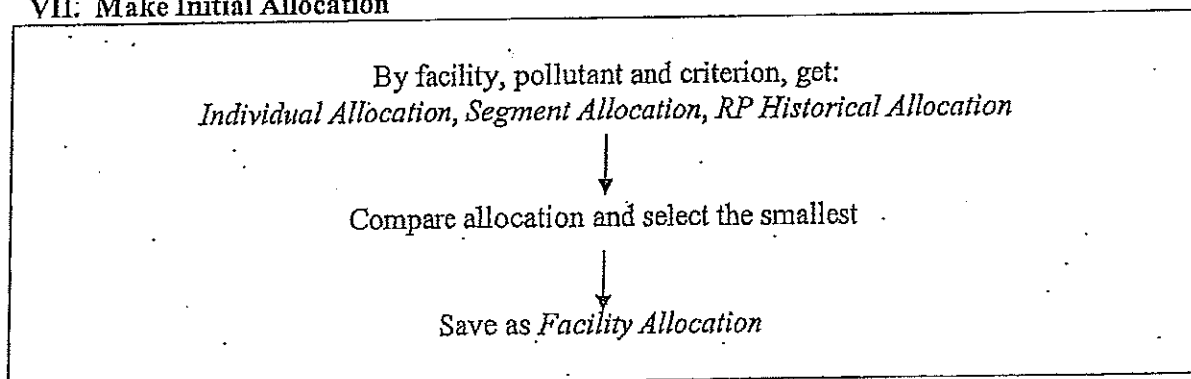 VII: Make Initial Allocation
By facility, pollutant and criterion, get:
Individual Allocation, Segment Allocation, RP Historical Allocation
Compare allocation and select the smallest
Save as Facility Allocation